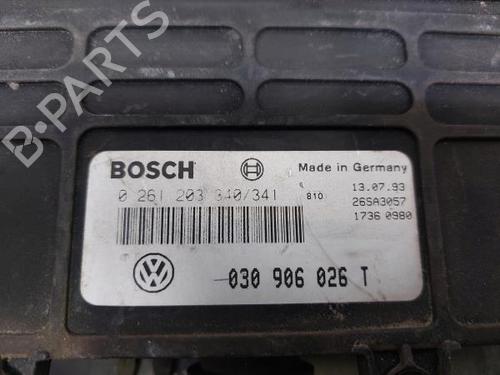 B-PARTS
BOSCH
Made in Germany
0 261 203 340/341
810
13.07.93
26SA3057
1736 0980
030 906 026 T